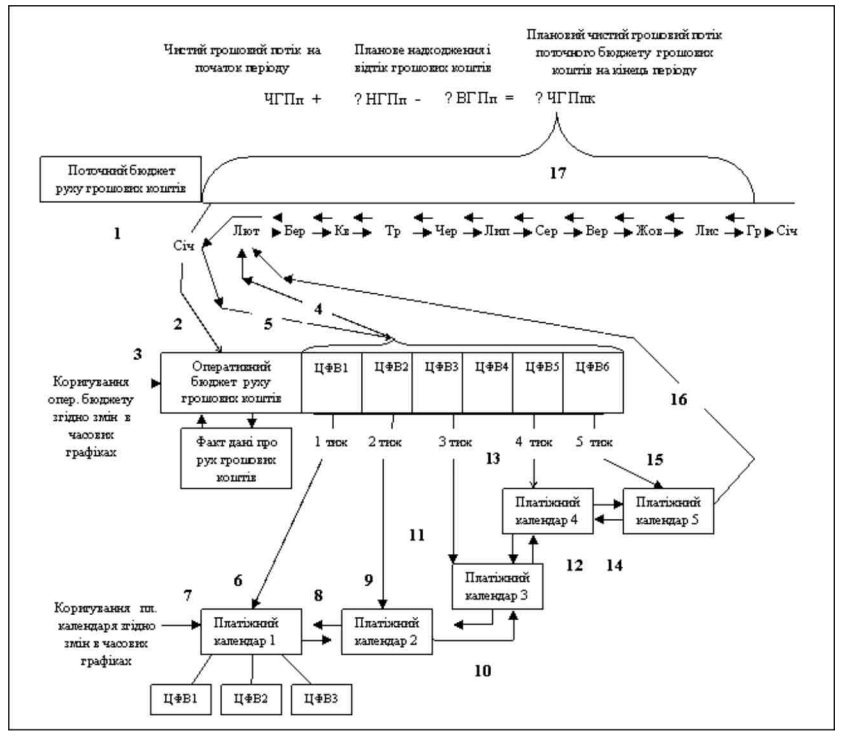 Чистий грошовий потік на
початок періоду
Планове надходження і
відтік грошових коштів
Плановий чистий грошовий потік
поточного бюджету грошових
коштів на кінець періоду
ЧГПп + ? НГПп - ? ВГПп = ? ЧГПпк
Поточний бюджет
руху грошових коштів
17
1
Січ
Лют
Бер
Кв
Тр
Чер
Лип
Сер
Вер
Жов
Лис
Гр
Січ
2
5
4
3
Коригування
опер. бюджету
згідно змін в
часових
графіках
Оперативний
бюджет руху
грошових коштів
ЦФВ1
ЦФВ2
ЦФВ3
ЦФВ4
ЦФВ5
ЦФВ6
16
Факт дані про
рух грошових
коштів
1 тиж
2 тиж
3 тиж
4 тиж
5 тиж
13
15
Платіжний
календар 4
Платіжний
календар 5
11
12
14
Платіжний
календар 3
6
7
8
9
Коригування пл.
календаря згідно
змін в часових
графіках
Платіжний
календар 1
Платіжний
календар 2
10
ЦФВ1
ЦФВ2
ЦФВ3